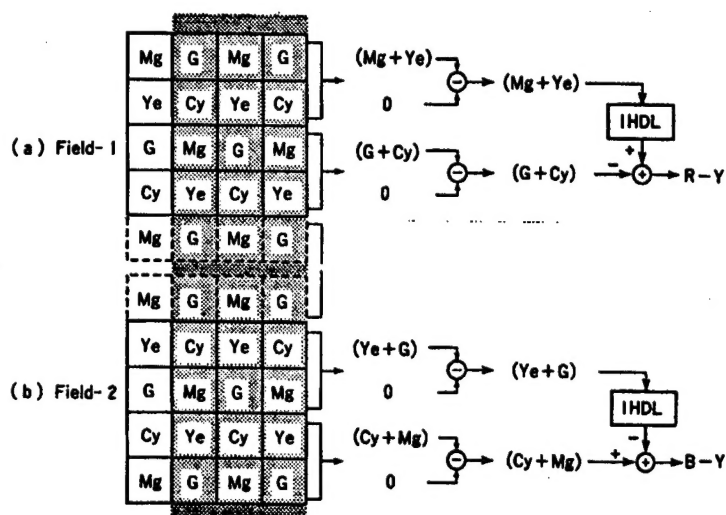 Mg G Mg G
Ye Cy Ye Cy
(a) Field-1
G Mg G Mg
Cy Ye Cy Ye
Mg G Mg G
(Mg+Ye)
0
−
(Mg+Ye)
1HDL
+
(G+Cy)
0
−
(G+Cy)
−
+
R-Y
Mg G Mg G
Ye Cy Ye Cy
(b) Field-2
G Mg G Mg
Cy Ye Cy Ye
Mg G Mg G
(Ye+G)
0
−
(Ye+G)
1HDL
−
(Cy+Mg)
0
−
(Cy+Mg)
+
+
B-Y